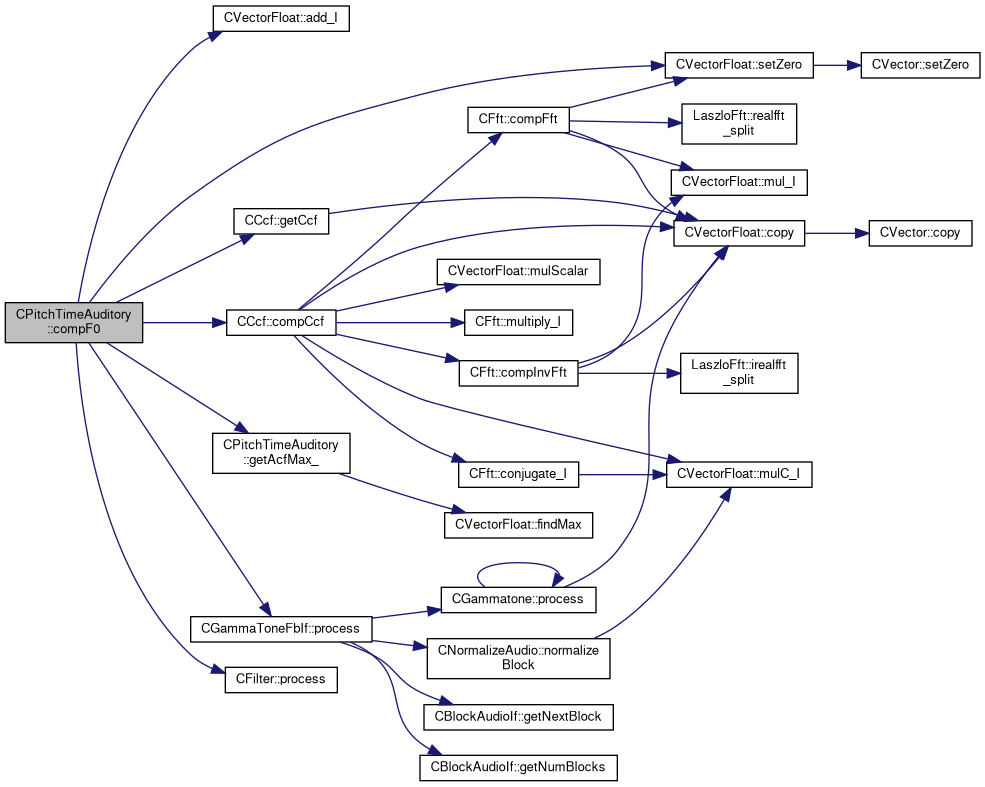 CVectorFloat::add_I
CVectorFloat::setZero
CVector::setZero
CFft::compFft
LaszloFft::realfft
_split
CVectorFloat::mul_I
CCcf::getCcf
CVectorFloat::copy
CVector::copy
CVectorFloat::mulScalar
CPitchTimeAuditory
::compF0
CCcf::compCcf
CFft::multiply_I
CFft::compInvFft
LaszloFft::irealfft
_split
CPitchTimeAuditory
::getAcfMax_
CFft::conjugate_I
CVectorFloat::mulC_I
CVectorFloat::findMax
CGammatone::process
CGammaToneFbIf::process
CNormalizeAudio::normalize
Block
CFilter::process
CBlockAudioIf::getNextBlock
CBlockAudioIf::getNumBlocks